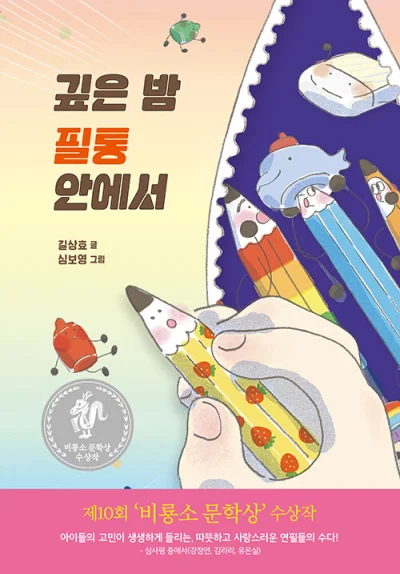 깊은 밤
필통
안에서
길상효 글
심보영 그림
비룡소 문학상
수상작
제10회 ‘비룡소 문학상’ 수상작
아이들의 고민이 생생하게 들리는, 따뜻하고 사랑스러운 연필들의 수다!
- 심사평 중에서(강정연, 김리리, 유은실)